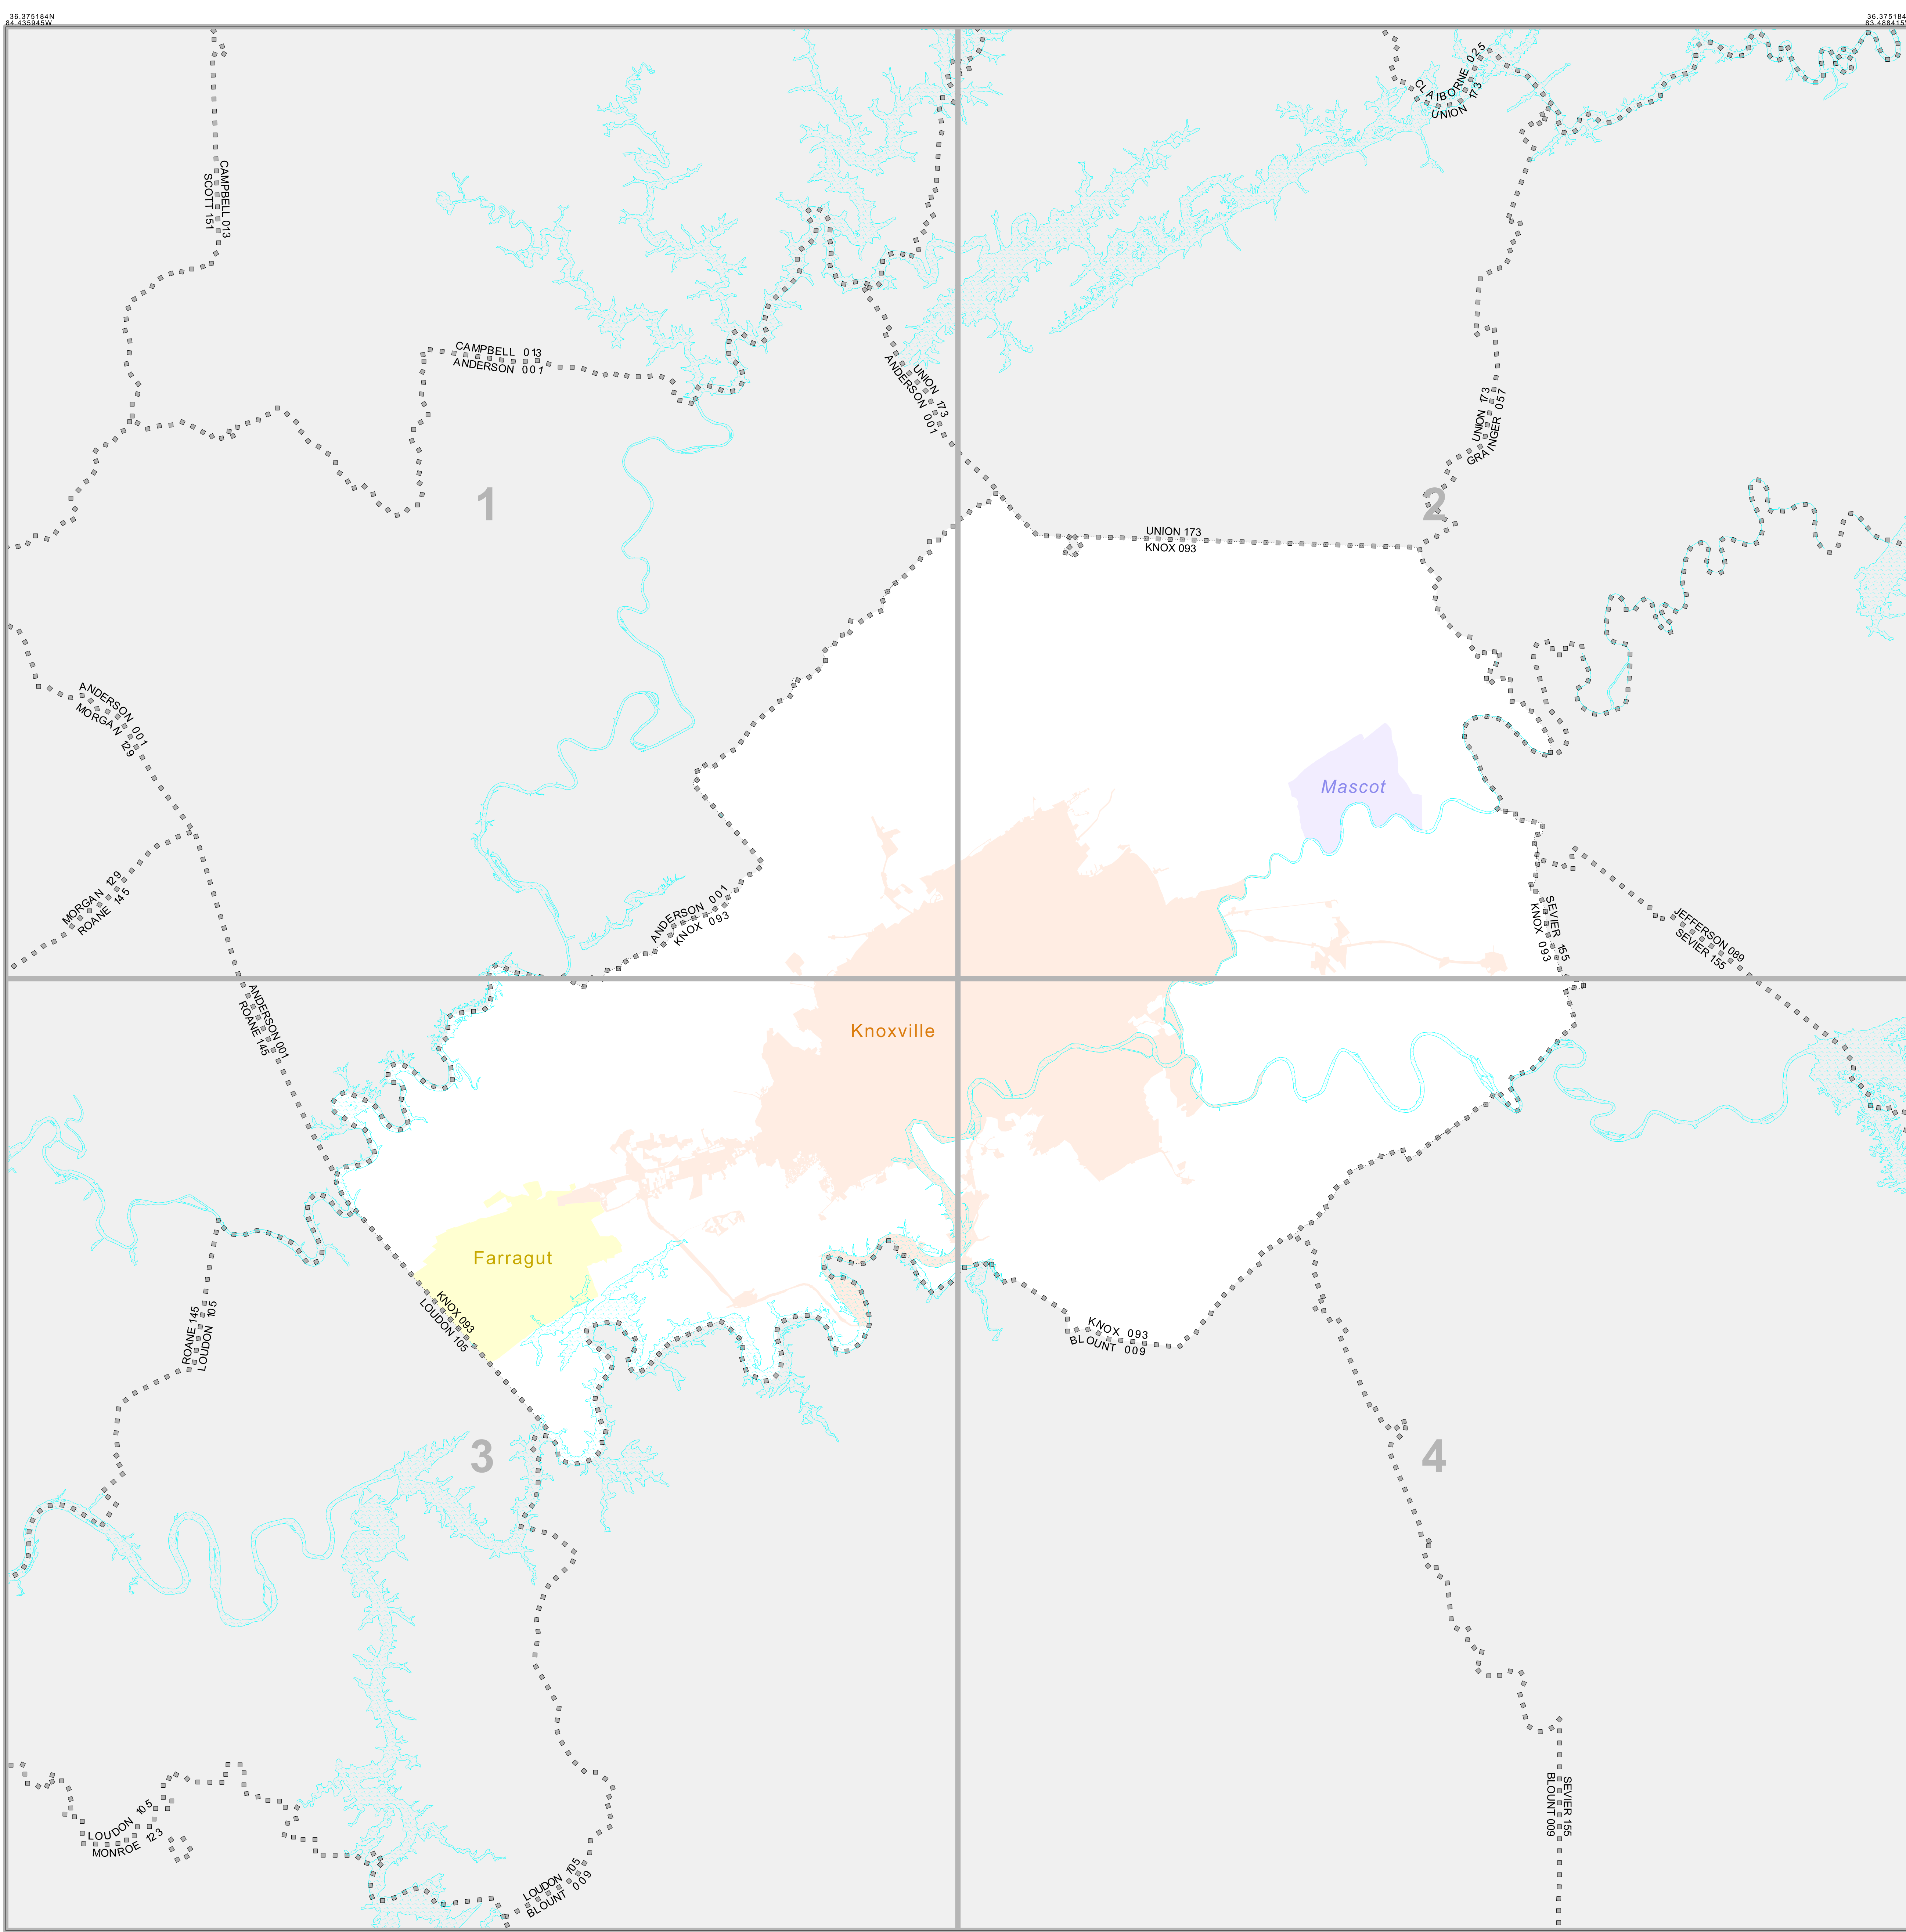 36.375184N
84.435945W
36.375184
83.488415
CLAIBORNE 025
UNION 173
CAMPBELL 013
SCOTT 151
CAMPBELL 013
ANDERSON 001
UNION 173
ANDERSON 001
UNION 173
GRAINGER 057
1
2
UNION 173
KNOX 093
ANDERSON 001
MORGAN 129
Mascot
MORGAN 129
ROANE 145
ANDERSON 001
KNOX 093
SEVIER 155
KNOX 093
JEFFERSON 089
SEVIER 155
ANDERSON 001
ROANE 145
Knoxville
Farragut
KNOX 093
LOUDON 105
ROANE 145
LOUDON 105
KNOX 093
BLOUNT 009
3
4
LOUDON 105
MONROE 123
SEVIER 155
BLOUNT 009
LOUDON 105
BLOUNT 009